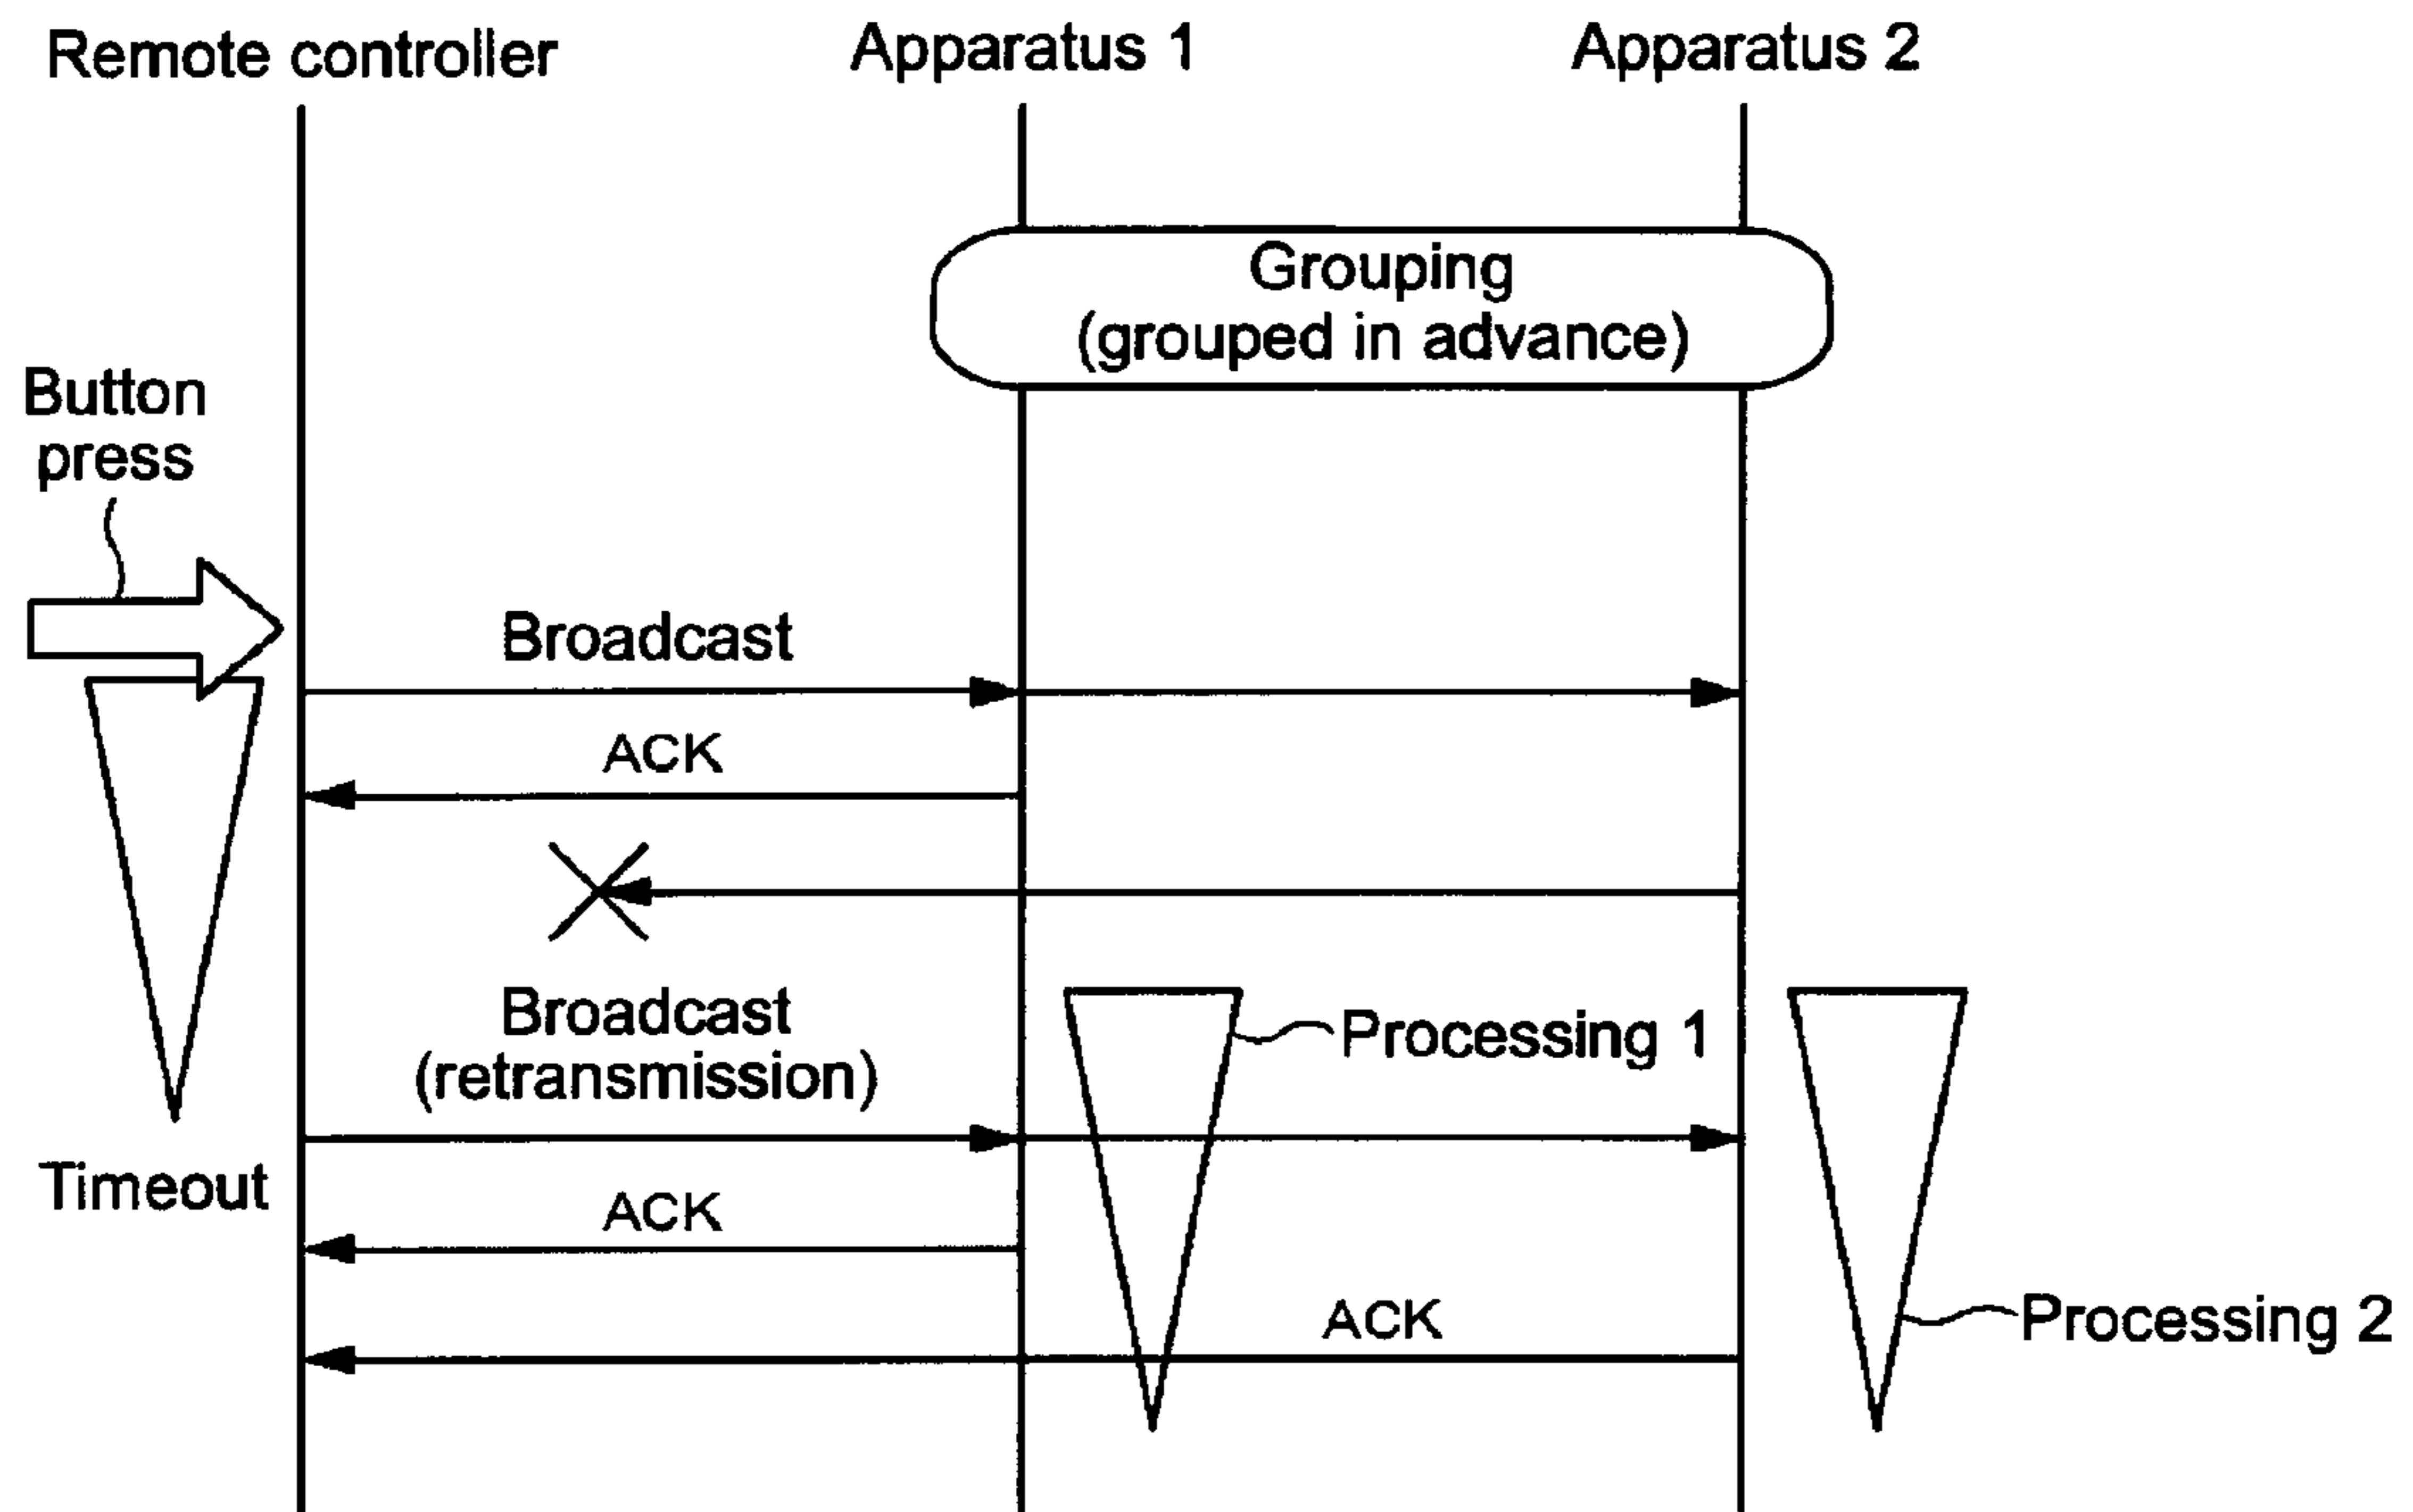 Remote controller
Apparatus 1
Apparatus 2
Grouping
(grouped in advance)
Button
press
Broadcast
ACK
Broadcast
(retransmission)
Processing 1
Timeout
ACK
ACK
Processing 2